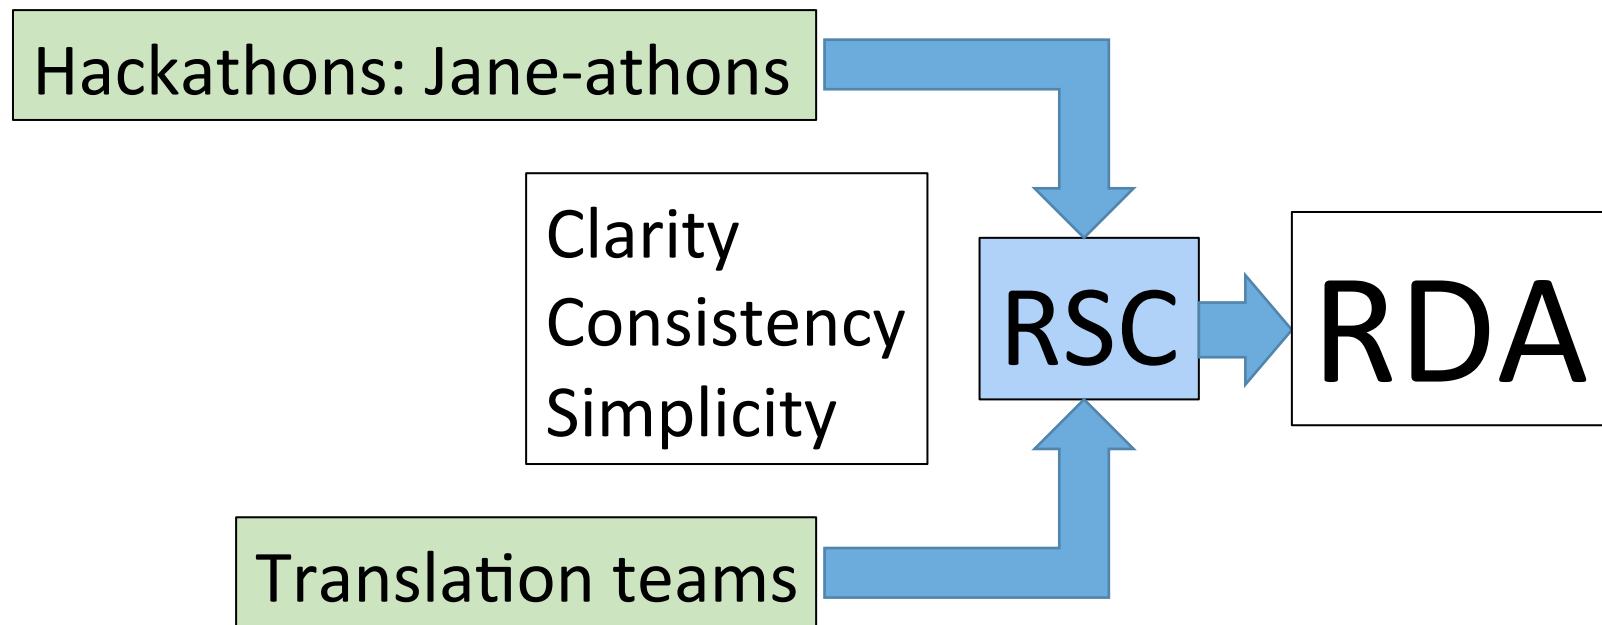 Hackathons: Jane-athons
Clarity
Consistency
Simplicity
RSC
RDA
Translation teams